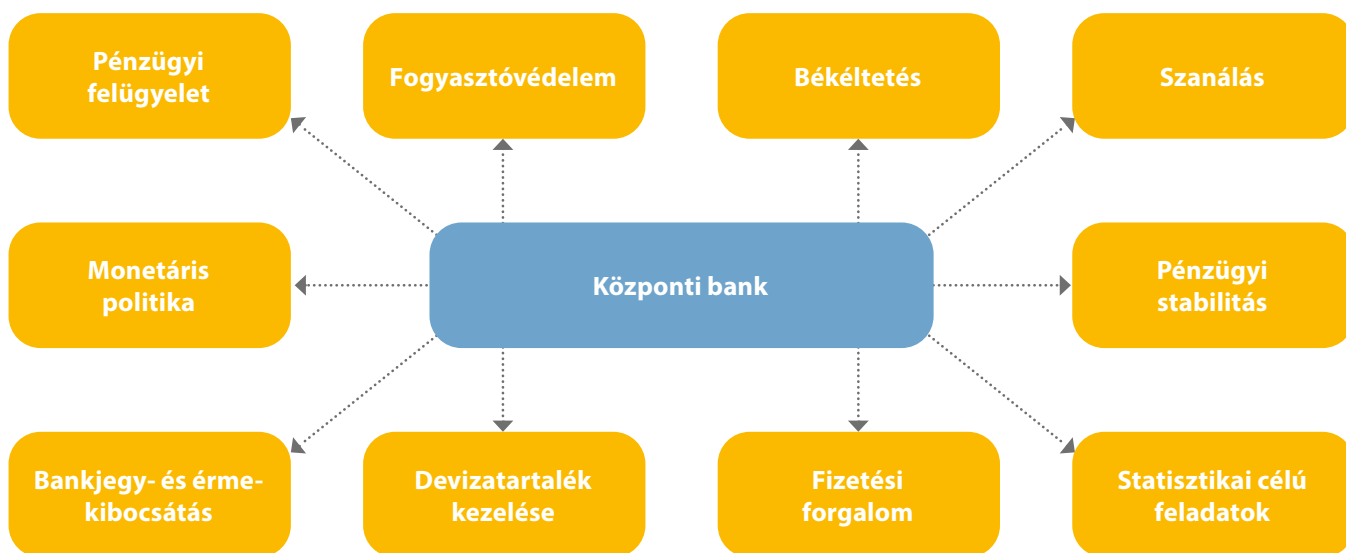 Pénzügyi
felügyelet
Fogyasztóvédelem
Békéltetés
Szanálás
Monetáris
politika
Központi bank
Pénzügyi
stabilitás
Bankjegy- és érme-
kibocsátás
Devizatartalék
kezelése
Fizetési
forgalom
Statisztikai célú
feladatok